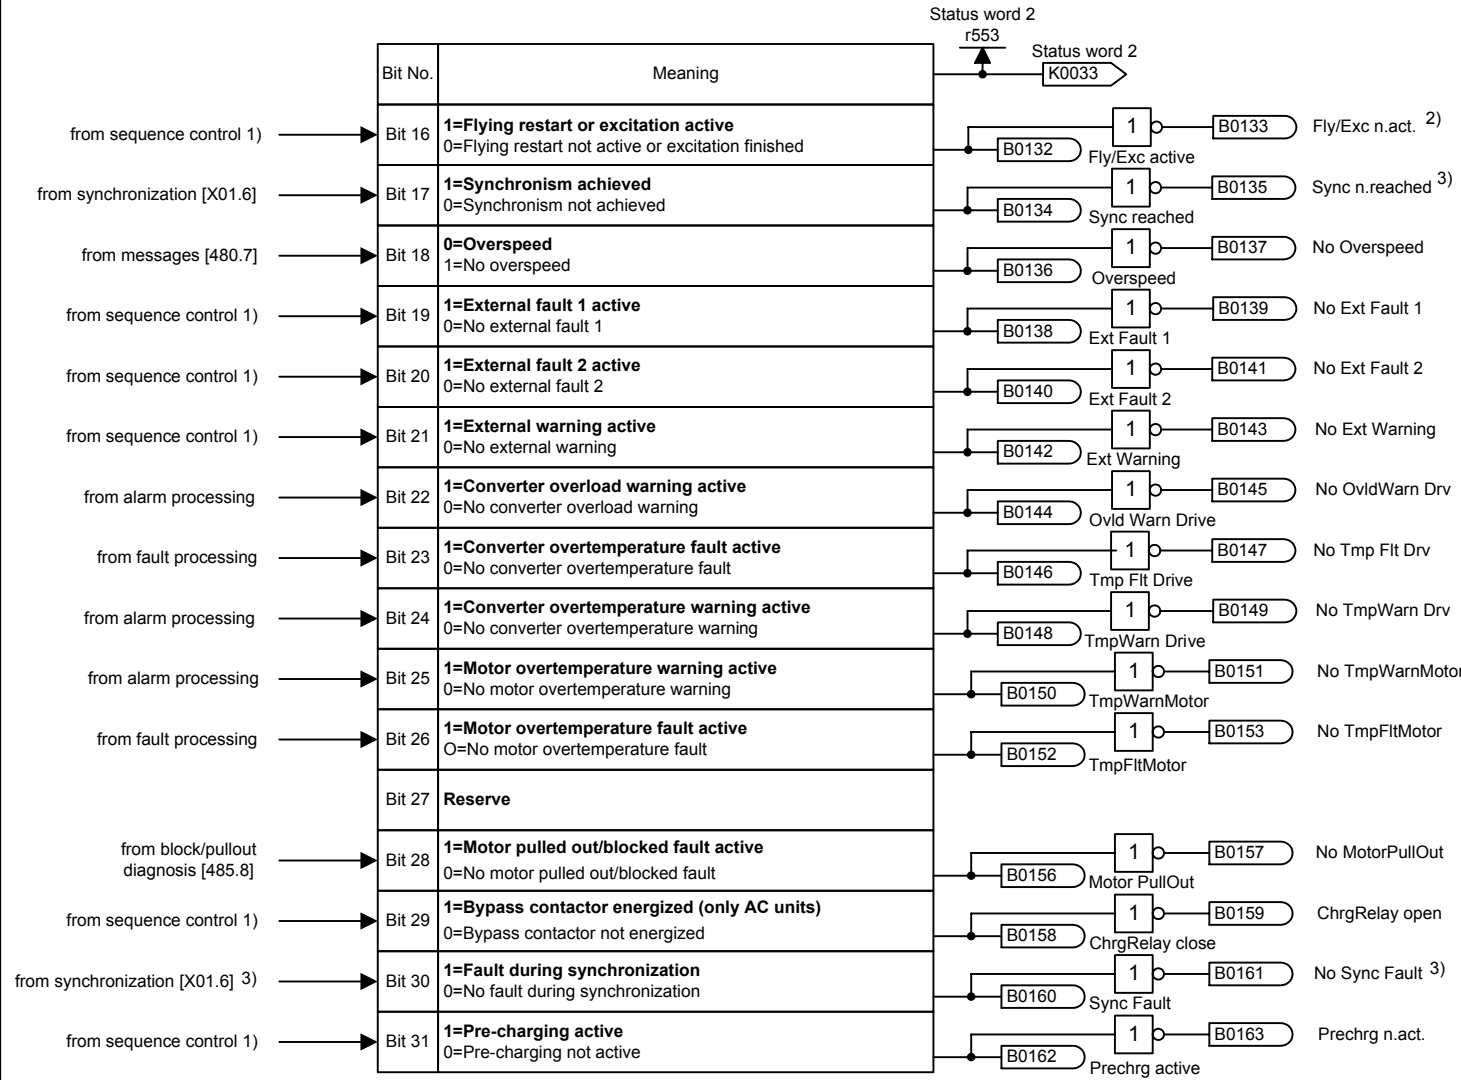 Status word 2
r553
Status word 2
K0033
Bit No. Meaning
from sequence control 1) Bit 16 1=Flying restart or excitation active
0=Flying restart not active or excitation finished
B0132 Fly/Exc active 1 B0133 Fly/Exc n.act. 2)
from synchronization [X01.6] Bit 17 1=Synchronism achieved
0=Synchronism not achieved
B0134 Sync reached 1 B0135 Sync n.reached 3)
from messages [480.7] Bit 18 0=Overspeed
1=No overspeed
B0136 Overspeed 1 B0137 No Overspeed
from sequence control 1) Bit 19 1=External fault 1 active
0=No external fault 1
B0138 Ext Fault 1 1 B0139 No Ext Fault 1
from sequence control 1) Bit 20 1=External fault 2 active
0=No external fault 2
B0140 Ext Fault 2 1 B0141 No Ext Fault 2
from sequence control 1) Bit 21 1=External warning active
0=No external warning
B0142 Ext Warning 1 B0143 No Ext Warning
from alarm processing Bit 22 1=Converter overload warning active
0=No converter overload warning
B0144 Ovld Warn Drive 1 B0145 No OvldWarn Drv
from fault processing Bit 23 1=Converter overtemperature fault active
0=No converter overtemperature fault
B0146 Tmp Flt Drive 1 B0147 No Tmp Flt Drv
from alarm processing Bit 24 1=Converter overtemperature warning active
0=No converter overtemperature warning
B0148 TmpWarn Drive 1 B0149 No TmpWarn Drv
from alarm processing Bit 25 1=Motor overtemperature warning active
0=No motor overtemperature warning
B0150 TmpWarnMotor 1 B0151 No TmpWarnMotor
from fault processing Bit 26 1=Motor overtemperature fault active
O=No motor overtemperature fault
B0152 TmpFltMotor 1 B0153 No TmpFltMotor
Bit 27 Reserve
from block/pullout
diagnosis [485.8] Bit 28 1=Motor pulled out/blocked fault active
0=No motor pulled out/blocked fault
B0156 Motor PullOut 1 B0157 No MotorPullOut
from sequence control 1) Bit 29 1=Bypass contactor energized (only AC units)
0=Bypass contactor not energized
B0158 ChrgRelay close 1 B0159 ChrgRelay open
from synchronization [X01.6] 3) Bit 30 1=Fault during synchronization
0=No fault during synchronization
B0160 Sync Fault 1 B0161 No Sync Fault 3)
from sequence control 1) Bit 31 1=Pre-charging active
0=Pre-charging not active
B0162 Prechrg active 1 B0163 Prechrg n.act.